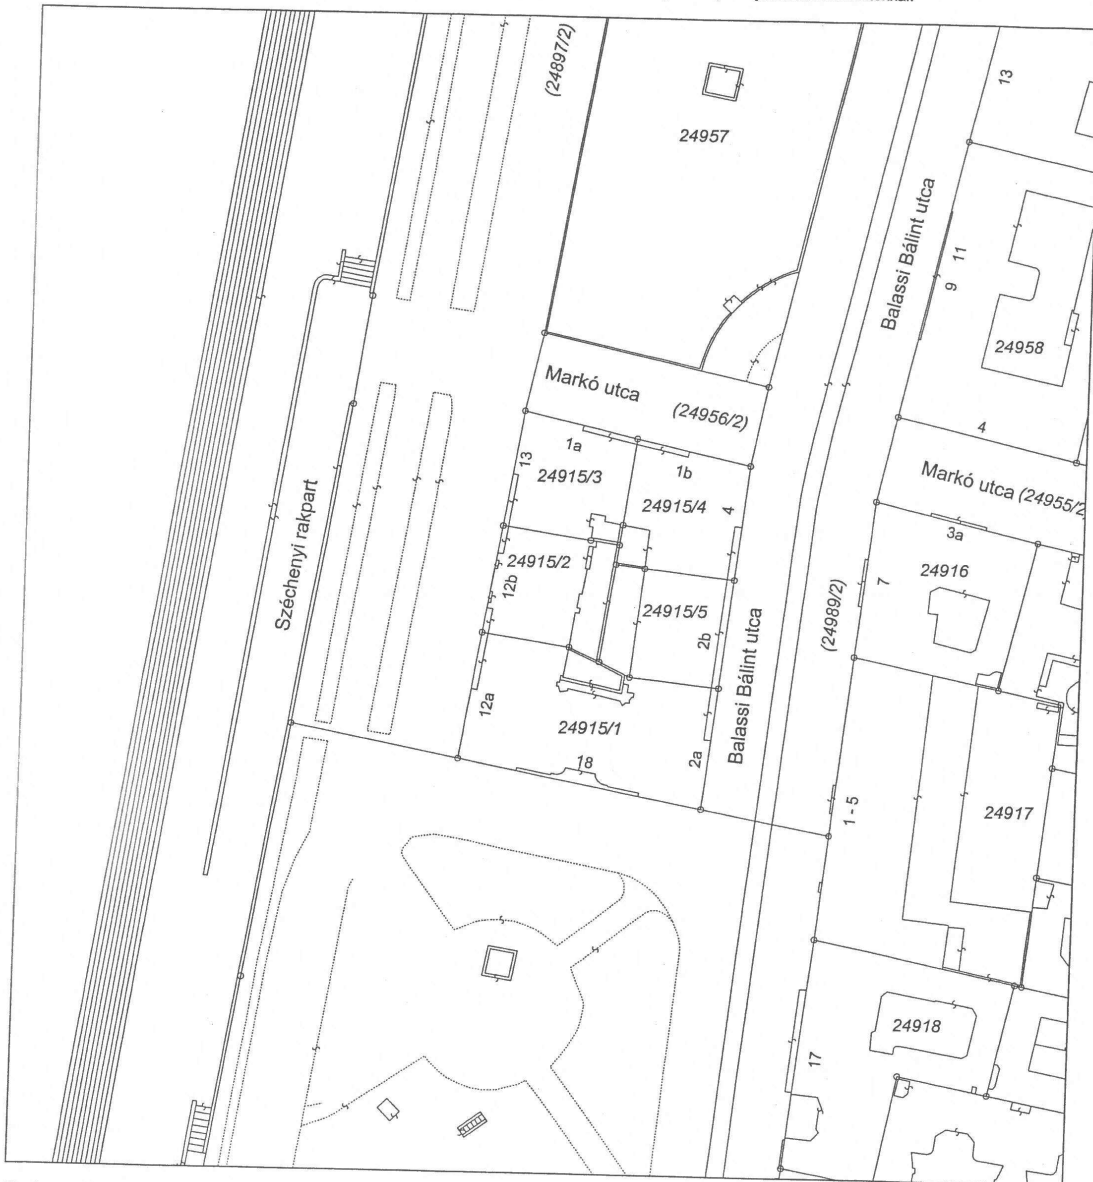 (24897/2)
24957
13
Balassi Bálint utca
11
9
24958
Markó utca
(24956/2)
4
1a
1b
13
24915/3
24915/4
4
Markó utca (24955/2
3a
Széchenyi rakpart
24915/2
12b
24916
7
24915/5
2b
(24989/2)
12a
24915/1
18
2a
Balassi Bálint utca
1 - 5
24917
24918
17